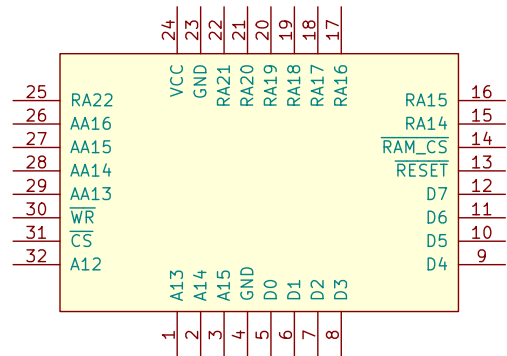 24 23 22 21 20 19 18 17
VCC GND RA21 RA20 RA19 RA18 RA17 RA16
25 RA22 RA15 16
26 AA16 RA14 15
27 AA15 RAM_CS 14
28 AA14 RESET 13
29 AA13 D7 12
30 WR D6 11
31 CS D5 10
32 A12 D4 9
A13 A14 A15 GND D0 D1 D2 D3
1 2 3 4 5 6 7 8